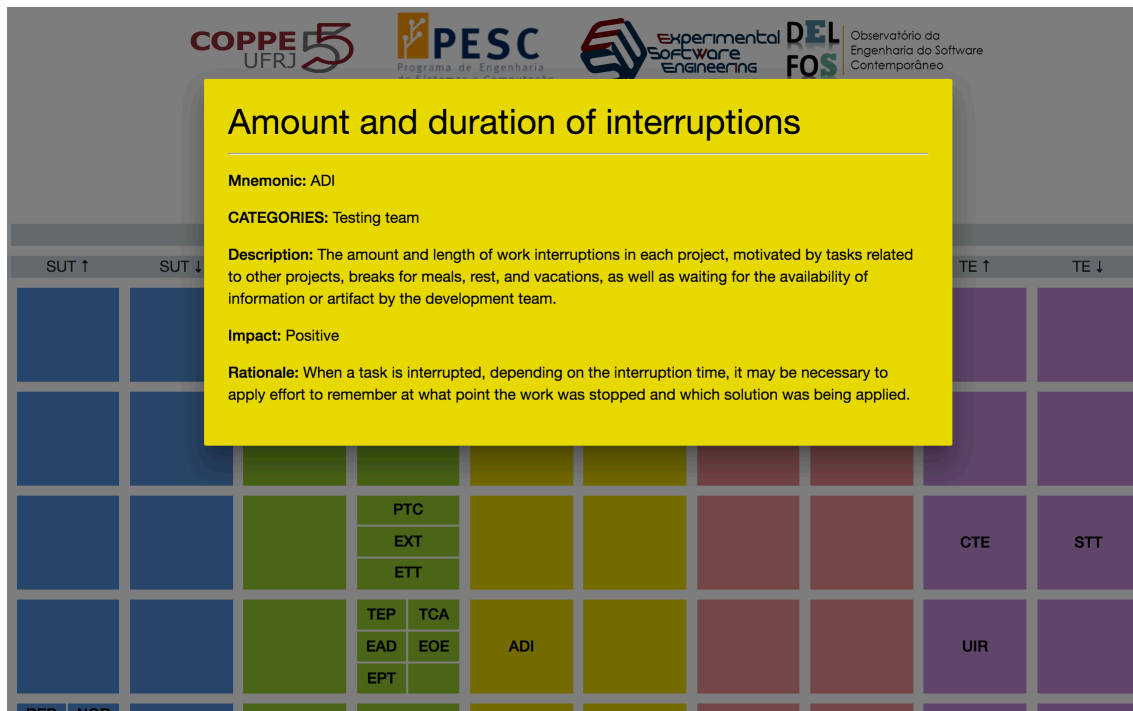 COPPE
UFRJ
PESC
Programa de Engenharia
de Sistemas e Computação
Experimental
Software
Engineering
DEL
FOS
Observatório da
Engenharia do Software
Contemporâneo
Amount and duration of interruptions
Mnemonic: ADI
CATEGORIES: Testing team
Description: The amount and length of work interruptions in each project, motivated by tasks related
to other projects, breaks for meals, rest, and vacations, as well as waiting for the availability of
information or artifact by the development team.
Impact: Positive
Rationale: When a task is interrupted, depending on the interruption time, it may be necessary to
apply effort to remember at what point the work was stopped and which solution was being applied.
SUT ↑ SUT ↓ TE ↑ TE ↓
PTC
EXT
ETT
CTE STT
TEP TCA
EAD EOE
EPT
ADI
UIR